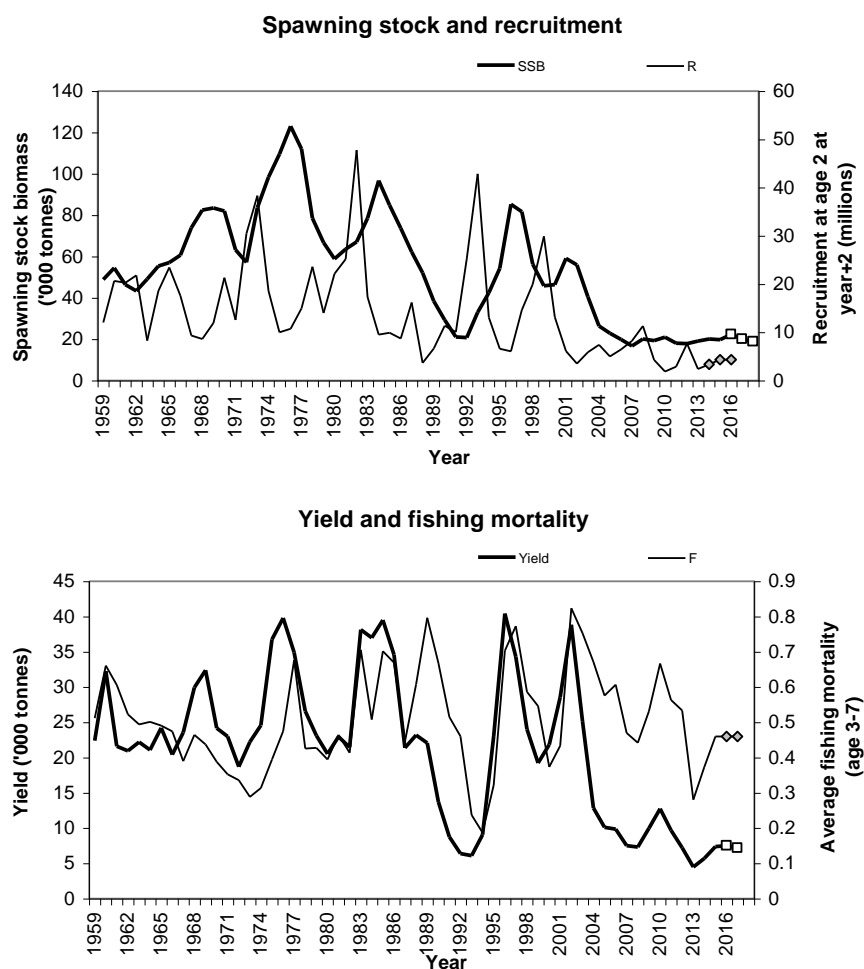 Spawning stock and recruitment
SSB R
Spawning stock biomass
('000 tonnes)
140
120
100
80
60
40
20
0
60
50
40
30
20
10
0
Recruitment at age 2 at
year+2 (millions)
1959 1962 1965 1968 1971 1974 1977 1980 1983 1986 1989 1992 1995 1998 2001 2004 2007 2010 2013 2016
Year
Yield and fishing mortality
Yield F
Yield ('000 tonnes)
45
40
35
30
25
20
15
10
5
0
0.9
0.8
0.7
0.6
0.5
0.4
0.3
0.2
0.1
0
Average fishing mortality
(age 3-7)
1959 1962 1965 1968 1971 1974 1977 1980 1983 1986 1989 1992 1995 1998 2001 2004 2007 2010 2013 2016
Year